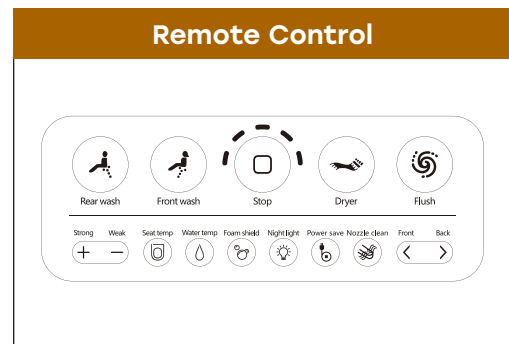 Remote Control
Rear wash Front wash Stop Dryer Flush
Strong Weak Seat temp Water temp Foam shield Night light Power save Nozzle clean Front Back